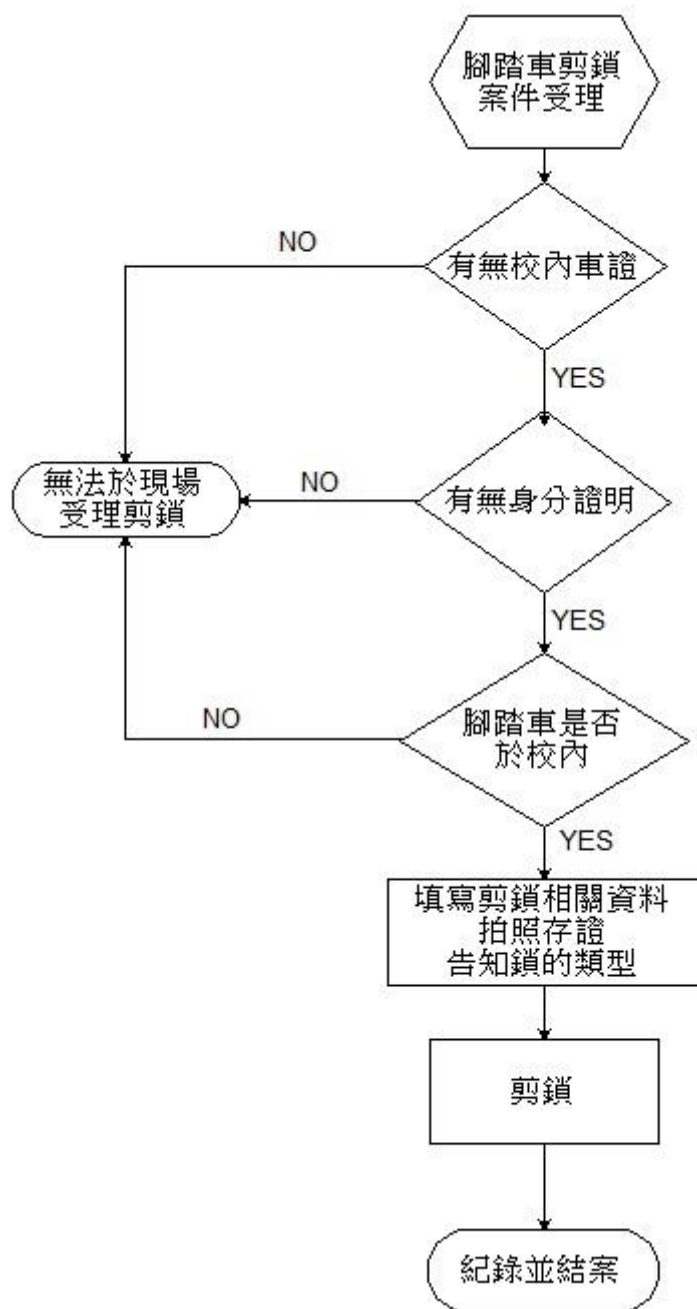 腳踏車剪鎖
案件受理
NO
有無校內車證
YES
無法於現場
受理剪鎖
NO
有無身分證明
YES
NO
腳踏車是否
於校內
YES
填寫剪鎖相關資料
拍照存證
告知鎖的類型
剪鎖
紀錄並結案